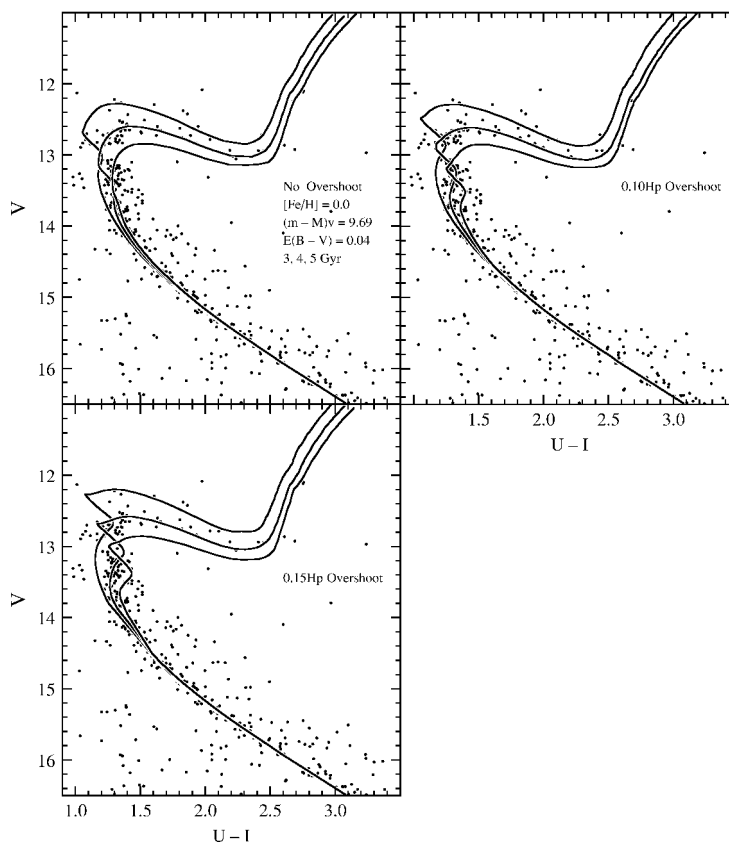 12
13
14
15
16
V
No Overshoot
[Fe/H] = 0.0
(m – M)v = 9.69
E(B – V) = 0.04
3, 4, 5 Gyr
0.10Hp Overshoot
1.5 2.0 2.5 3.0
U – I
12
13
14
15
16
V
0.15Hp Overshoot
1.0 1.5 2.0 2.5 3.0
U – I